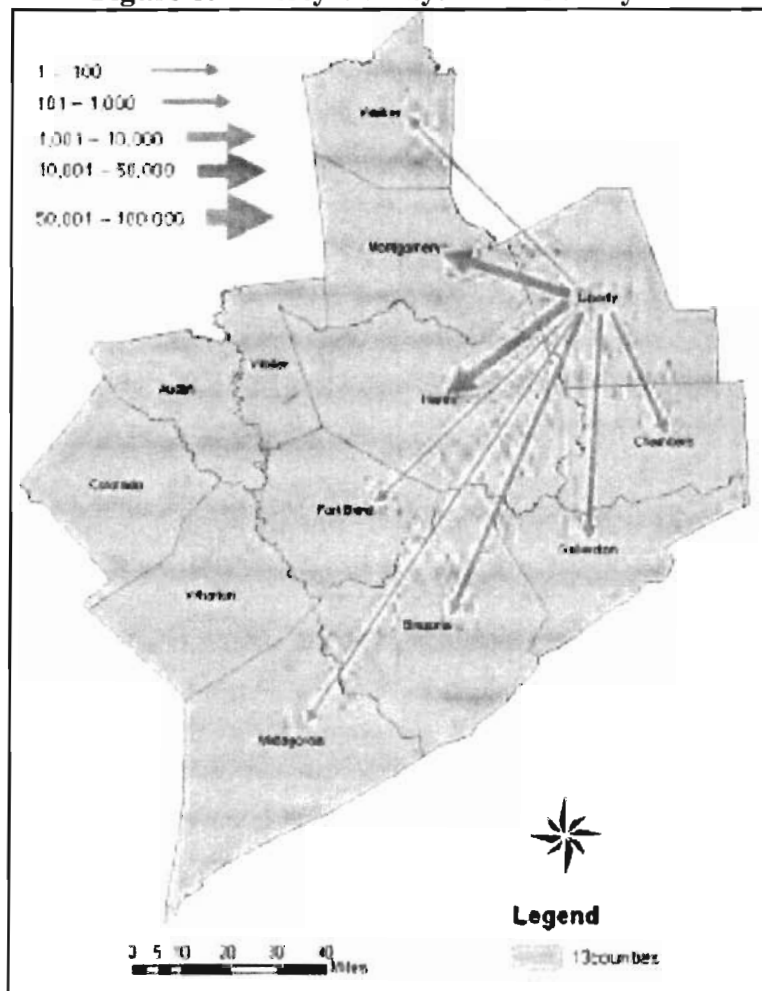 1 – 100
101 – 1,000
1,001 – 10,000
10,001 – 50,000
50,001 – 100,000
Walker
Montgomery
Liberty
Waller
Austin
Harris
Chambers
Colorado
Fort Bend
Galveston
Wharton
Brazoria
Matagorda
Legend
0 5 10 20 30 40
Miles
13counties